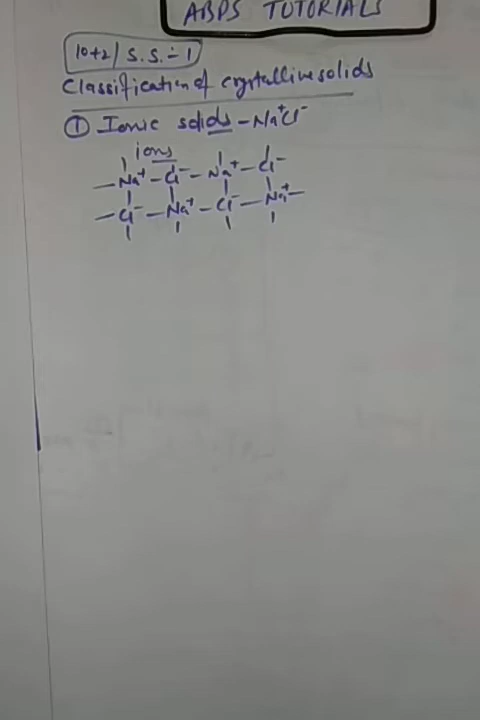 ABPS TUTORIALS
10+2/ S.S.-1
Classification of crystalline solids
① Ionic solids - Na⁺Cl⁻
ions
- Na⁺ - Cl⁻ - Na⁺ - Cl⁻
- Cl⁻ - Na⁺ - Cl⁻ - Na⁺ -